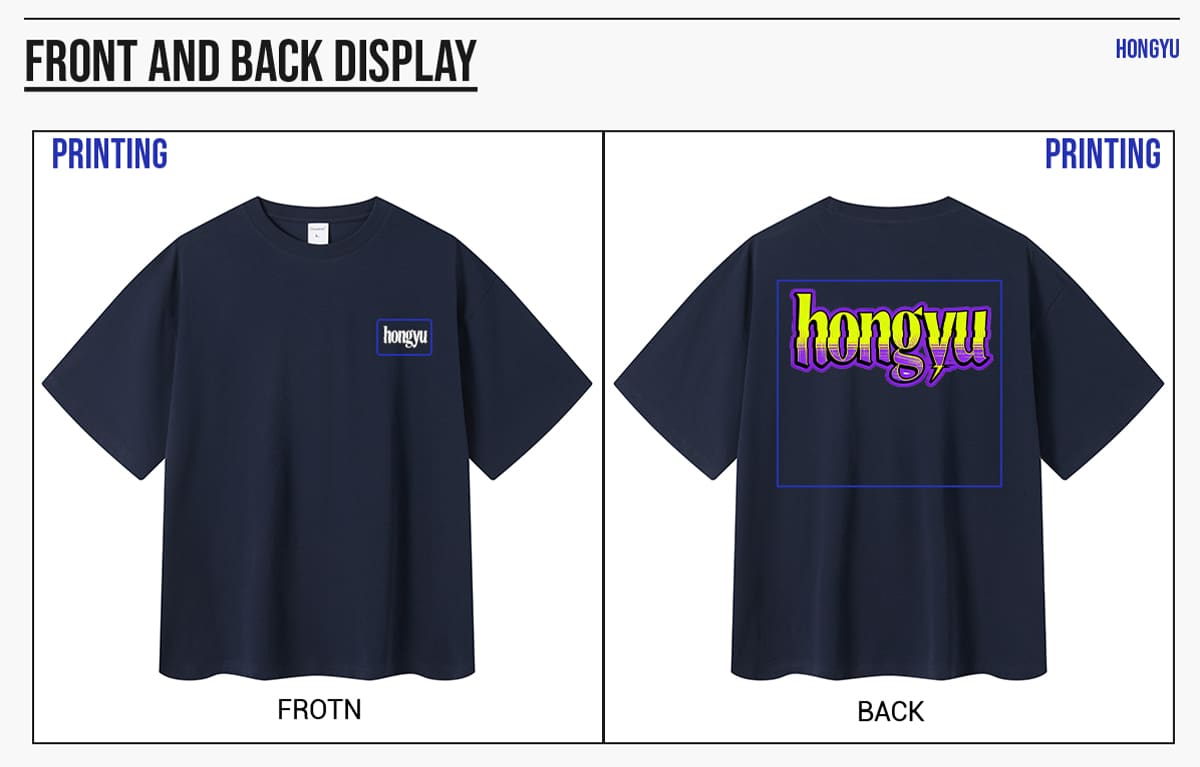 FRONT AND BACK DISPLAY
HONGYU
PRINTING
PRINTING
hongyu
hongyu
FROTN
BACK